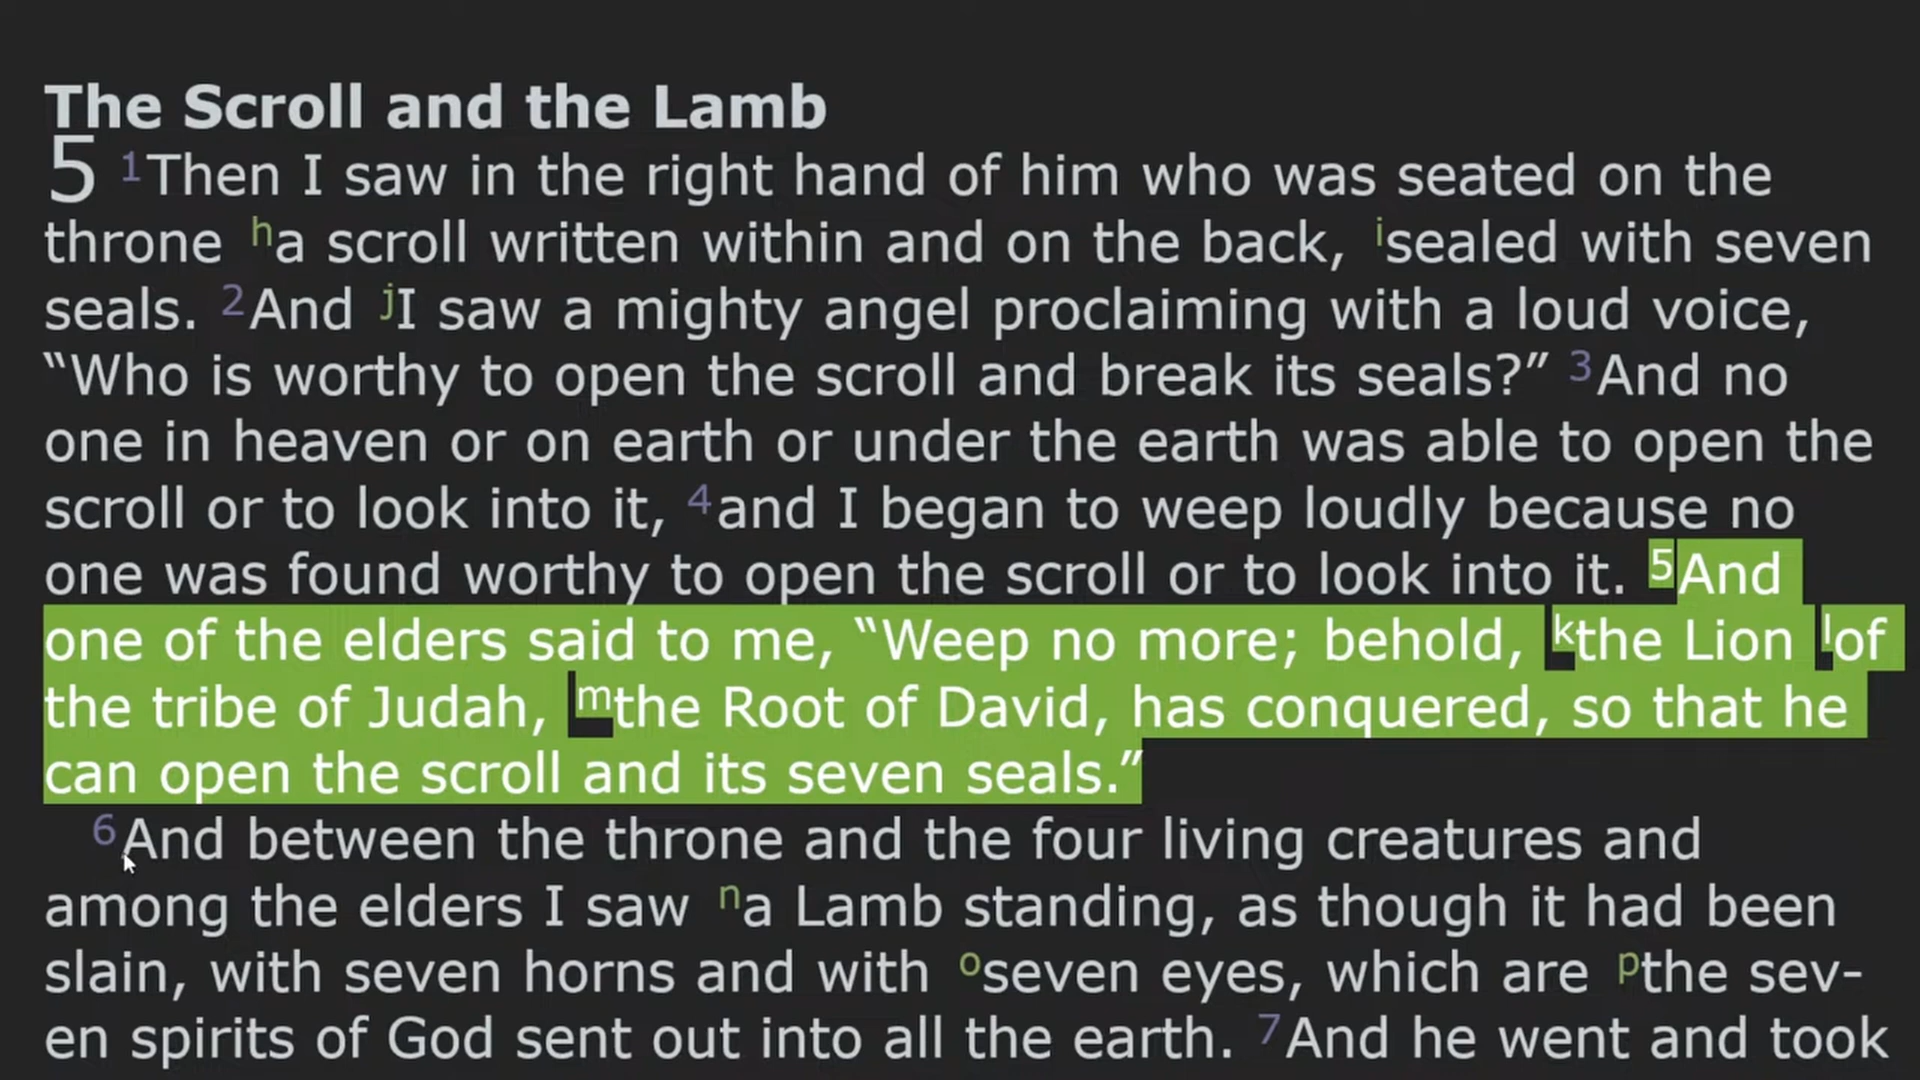 The Scroll and the Lamb
5 1Then I saw in the right hand of him who was seated on the
throne ha scroll written within and on the back, isealed with seven
seals. 2And jI saw a mighty angel proclaiming with a loud voice,
“Who is worthy to open the scroll and break its seals?” 3And no
one in heaven or on earth or under the earth was able to open the
scroll or to look into it, 4and I began to weep loudly because no
one was found worthy to open the scroll or to look into it. 5And
one of the elders said to me, “Weep no more; behold, kthe Lion lof
the tribe of Judah, mthe Root of David, has conquered, so that he
can open the scroll and its seven seals.”
6And between the throne and the four living creatures and
among the elders I saw na Lamb standing, as though it had been
slain, with seven horns and with oseven eyes, which are pthe sev-
en spirits of God sent out into all the earth. 7And he went and took